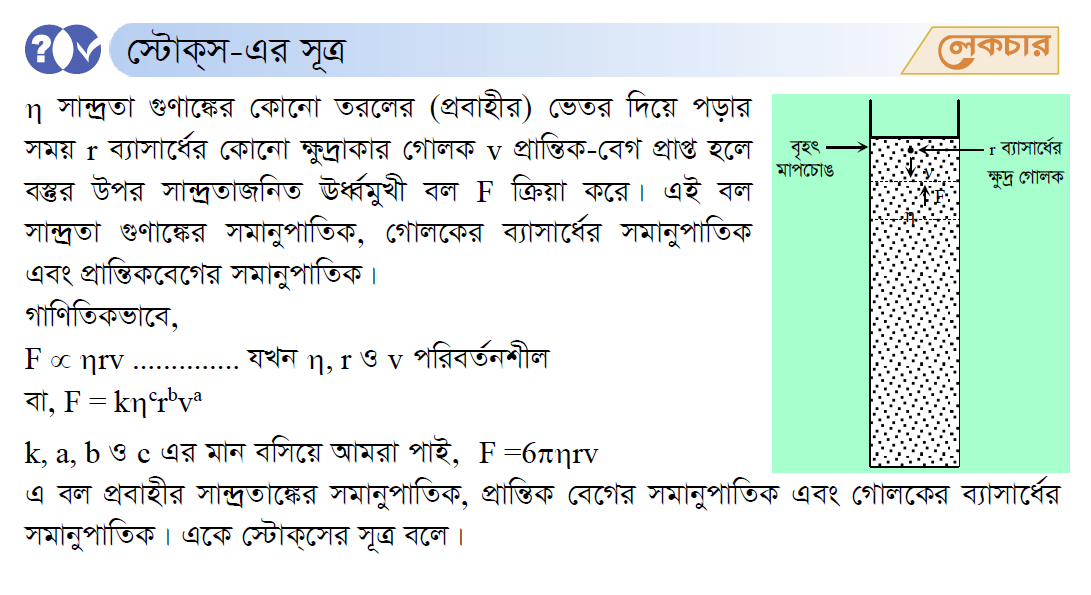 ?
স্টোক্‌স-এর সূত্র
লেকচার
η সান্দ্রতা গুণাঙ্কের কোনো তরলের (প্রবাহীর) ভেতর দিয়ে পড়ার
সময় r ব্যাসার্ধের কোনো ক্ষুদ্রাকার গোলক v প্রান্তিক-বেগ প্রাপ্ত হলে
বস্তুর উপর সান্দ্রতাজনিত ঊর্ধ্বমুখী বল F ক্রিয়া করে। এই বল
সান্দ্রতা গুণাঙ্কের সমানুপাতিক, গোলকের ব্যাসার্ধের সমানুপাতিক
এবং প্রান্তিকবেগের সমানুপাতিক।
গাণিতিকভাবে,
F ∝ ηrv .............. যখন η, r ও v পরিবর্তনশীল
বা, F = kηᶜrᵇvᵃ
k, a, b ও c এর মান বসিয়ে আমরা পাই, F =6πηrv
এ বল প্রবাহীর সান্দ্রতাঙ্কের সমানুপাতিক, প্রান্তিক বেগের সমানুপাতিক এবং গোলকের ব্যাসার্ধের
সমানুপাতিক। একে স্টোক্‌সের সূত্র বলে।
বৃহৎ
মাপচোঙ
r ব্যাসার্ধের
ক্ষুদ্র গোলক
v
F
η